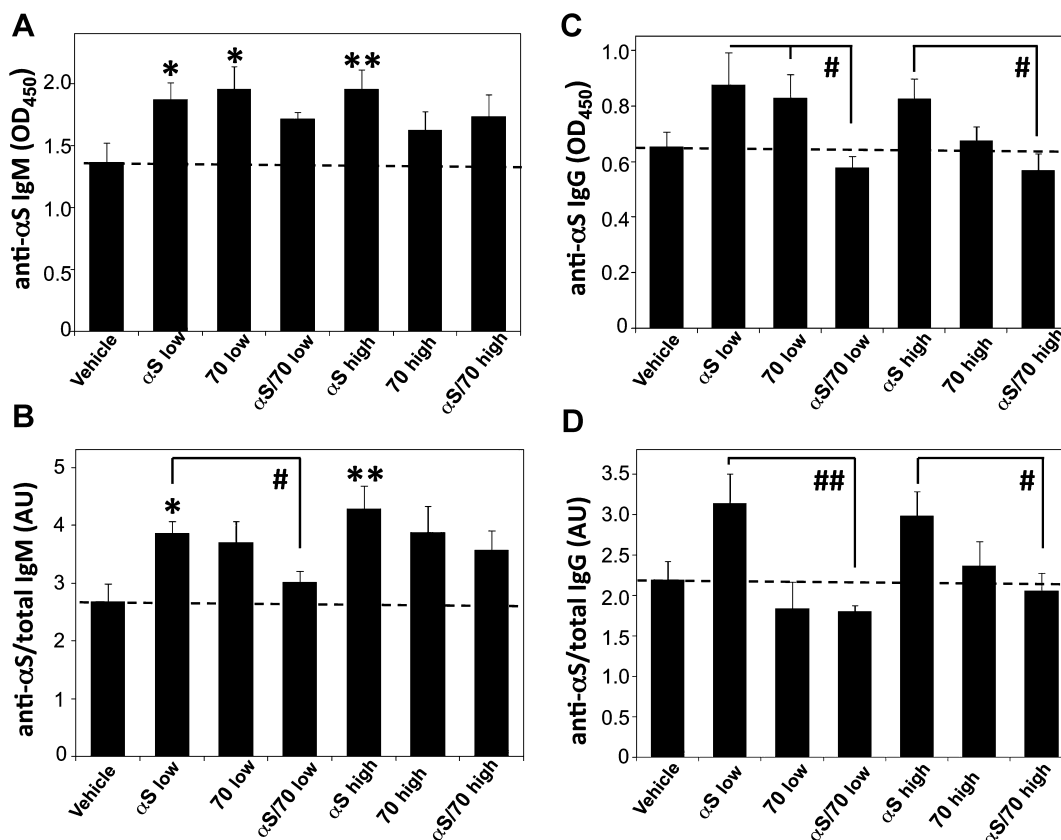 A
anti-αS IgM (OD450)
2.0
1.5
1.0
0.5
0
*
*
**
Vehicle
αS low
70 low
αS/70 low
αS high
70 high
αS/70 high
C
anti-αS IgG (OD450)
1.0
0.8
0.6
0.4
0.2
0
#
#
Vehicle
αS low
70 low
αS/70 low
αS high
70 high
αS/70 high
B
anti-αS/total IgM (AU)
5
4
3
2
1
0
*
#
**
Vehicle
αS low
70 low
αS/70 low
αS high
70 high
αS/70 high
D
anti-αS/total IgG (AU)
3.5
3.0
2.5
2.0
1.5
1.0
0.5
0
##
#
Vehicle
αS low
70 low
αS/70 low
αS high
70 high
αS/70 high